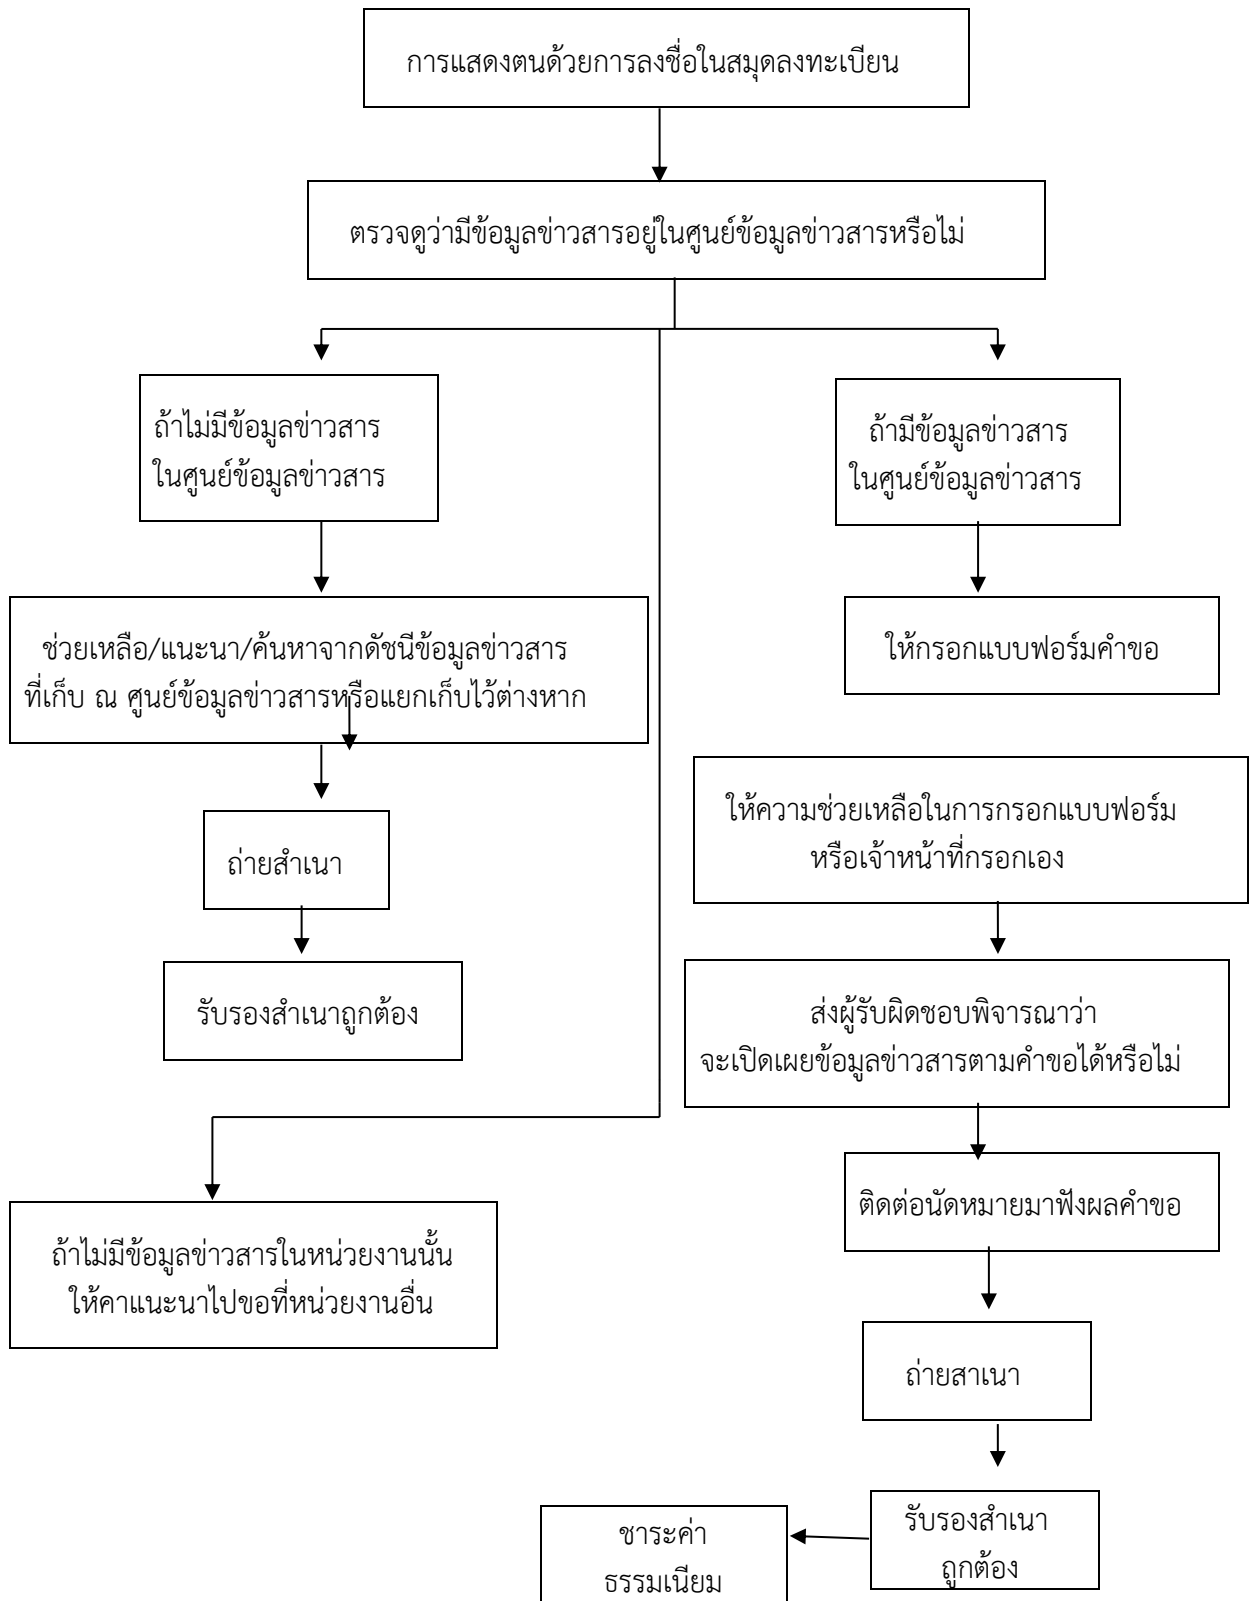 การแสดงตนด้วยการลงชื่อในสมุดลงทะเบียน
ตรวจดูว่ามีข้อมูลข่าวสารอยู่ในศูนย์ข้อมูลข่าวสารหรือไม่
ถ้าไม่มีข้อมูลข่าวสาร
ในศูนย์ข้อมูลข่าวสาร
ถ้ามีข้อมูลข่าวสาร
ในศูนย์ข้อมูลข่าวสาร
ช่วยเหลือ/แนะนา/ค้นหาจากดัชนีข้อมูลข่าวสาร
ที่เก็บ ณ ศูนย์ข้อมูลข่าวสารหรือแยกเก็บไว้ต่างหาก
ให้กรอกแบบฟอร์มคำขอ
ถ่ายสำเนา
รับรองสำเนาถูกต้อง
ให้ความช่วยเหลือในการกรอกแบบฟอร์ม
หรือเจ้าหน้าที่กรอกเอง
ส่งผู้รับผิดชอบพิจารณาว่า
จะเปิดเผยข้อมูลข่าวสารตามคำขอได้หรือไม่
ติดต่อนัดหมายมาฟังผลคำขอ
ถ้าไม่มีข้อมูลข่าวสารในหน่วยงานนั้น
ให้คาแนะนาไปขอที่หน่วยงานอื่น
ถ่ายสาเนา
รับรองสำเนา
ถูกต้อง
ชาระค่า
ธรรมเนียม